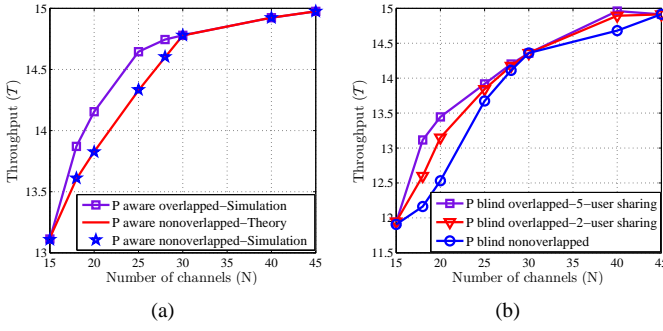 15
14.5
14
13.5
13
15 20 25 30 35 40 45
Throughput (T)
Number of channels (N)
P aware overlapped–Simulation
P aware nonoverlapped–Theory
P aware nonoverlapped–Simulation
(a)
15
14.5
14
13.5
13
12.5
12
11.5
15 20 25 30 35 40 45
Throughput (T)
Number of channels (N)
P blind overlapped–5–user sharing
P blind overlapped–2–user sharing
P blind nonoverlapped
(b)